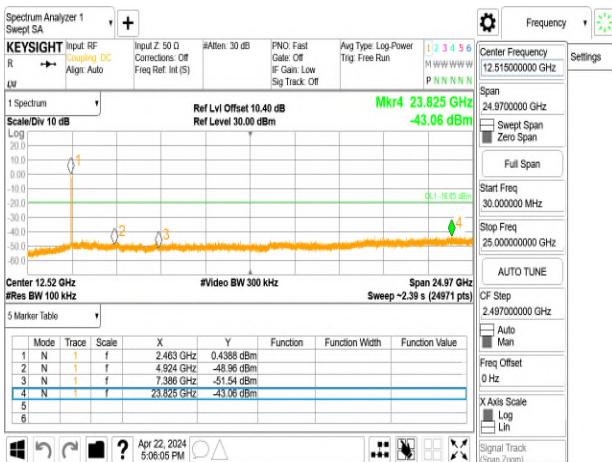 Spectrum Analyzer 1
Swept SA
Frequency
Settings
KEYSIGHT
R
Input: RF
Coupling: DC
Align: Auto
Input Z: 50 Ω
Corrections: Off
Freq Ref: Int (S)
#Atten: 30 dB
PNO: Fast
Gate: Off
IF Gain: Low
Sig Track: Off
Avg Type: Log-Power
Trig: Free Run
1 2 3 4 5 6
M W W W W W
P N N N N N
1 Spectrum
Scale/Div 10 dB
Ref Lvl Offset 10.40 dB
Ref Level 30.00 dBm
Mkr4 23.825 GHz
-43.06 dBm
Log
20.0
10.0
0.00
-10.0
-20.0
-30.0
-40.0
-50.0
-60.0
1
2
3
4
Center 12.52 GHz
#Res BW 100 kHz
#Video BW 300 kHz
Span 24.97 GHz
Sweep ~2.39 s (24971 pts)
5 Marker Table
Mode Trace Scale X Y Function Function Width Function Value
1 N 1 f 2.463 GHz 0.4388 dBm
2 N 1 f 4.924 GHz -48.96 dBm
3 N 1 f 7.386 GHz -51.54 dBm
4 N 1 f 23.825 GHz -43.06 dBm
5
6
?
Apr 22, 2024
5:06:05 PM
Center Frequency
12.515000000 GHz
Span
24.9700000 GHz
Swept Span
Zero Span
Full Span
Start Freq
30.000000 MHz
Stop Freq
25.000000000 GHz
AUTO TUNE
CF Step
2.497000000 GHz
Auto
Man
Freq Offset
0 Hz
X Axis Scale
Log
Lin
Signal Track
(Span Zoom)